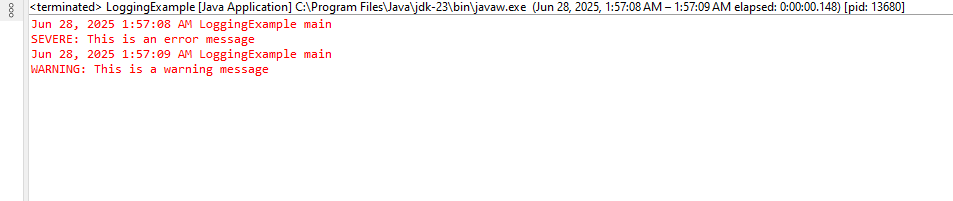 <terminated> LoggingExample [Java Application] C:\Program Files\Java\jdk-23\bin\javaw.exe (Jun 28, 2025, 1:57:08 AM – 1:57:09 AM elapsed: 0:00:00.148) [pid: 13680]
Jun 28, 2025 1:57:08 AM LoggingExample main
SEVERE: This is an error message
Jun 28, 2025 1:57:09 AM LoggingExample main
WARNING: This is a warning message